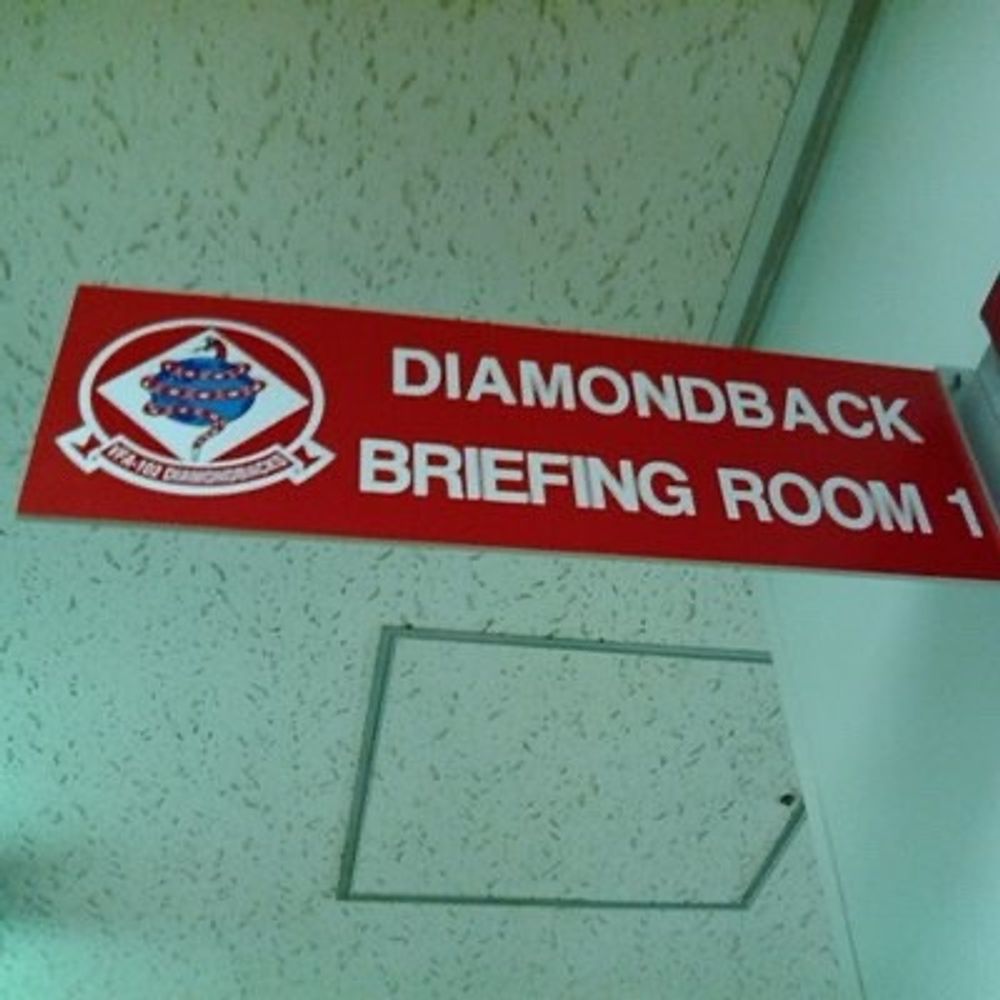 DIAMONDBACK
BRIEFING ROOM 1
VFA-102 DIAMONDBACKS